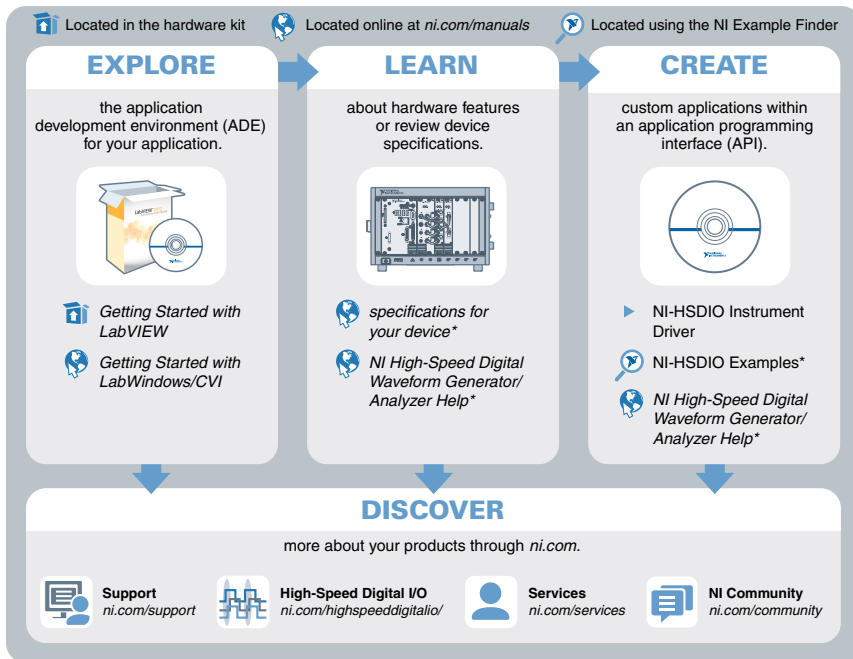 Located in the hardware kit
Located online at ni.com/manuals
Located using the NI Example Finder
EXPLORE
the application
development environment (ADE)
for your application.
LabVIEW
Getting Started with
LabVIEW
Getting Started with
LabWindows/CVI
LEARN
about hardware features
or review device
specifications.
specifications for
your device*
NI High-Speed Digital
Waveform Generator/
Analyzer Help*
CREATE
custom applications within
an application programming
interface (API).
NI-HSDIO Instrument
Driver
NI-HSDIO Examples*
NI High-Speed Digital
Waveform Generator/
Analyzer Help*
DISCOVER
more about your products through ni.com.
Support
ni.com/support
High-Speed Digital I/O
ni.com/highspeeddigitalio/
Services
ni.com/services
NI Community
ni.com/community